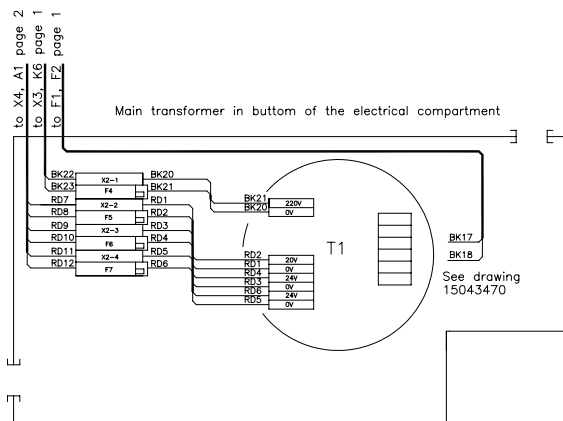 to X4, A1 page 2
to X3, K6 page 1
to F1, F2 page 1
Main transformer in buttom of the electrical compartment
BK22 X2-1 BK20
BK23 F4 BK21
RD7 X2-2 RD1
RD8 F5 RD2
RD9 X2-3 RD3
RD10 F6 RD4
RD11 X2-4 RD5
RD12 F7 RD6
BK21 220V
BK20 0V
T1
RD2 20V
RD1 0V
RD4 24V
RD3 0V
RD6 24V
RD5 0V
BK17
BK18
See drawing
15043470